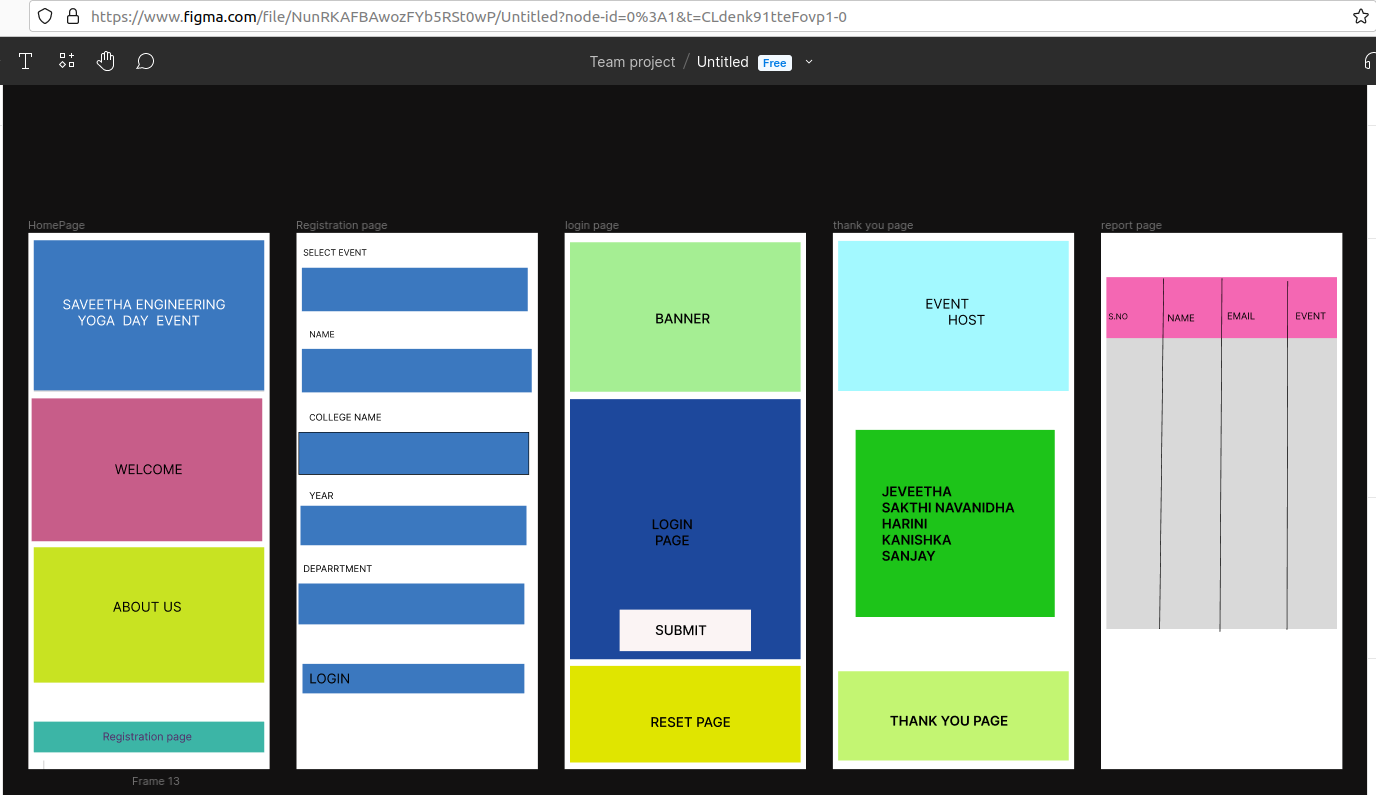 https://www.figma.com/file/NunRKAFBAwozFYb5RSt0wP/Untitled?node-id=0%3A1&t=CLdenk91tteFovp1-0
Team project / Untitled Free
HomePage
SAVEETHA ENGINEERING
YOGA DAY EVENT
WELCOME
ABOUT US
Registration page
Frame 13
Registration page
SELECT EVENT
NAME
COLLEGE NAME
YEAR
DEPARRTMENT
LOGIN
login page
BANNER
LOGIN
PAGE
SUBMIT
RESET PAGE
thank you page
EVENT
HOST
JEVEETHA
SAKTHI NAVANIDHA
HARINI
KANISHKA
SANJAY
THANK YOU PAGE
report page
S.NO NAME EMAIL EVENT